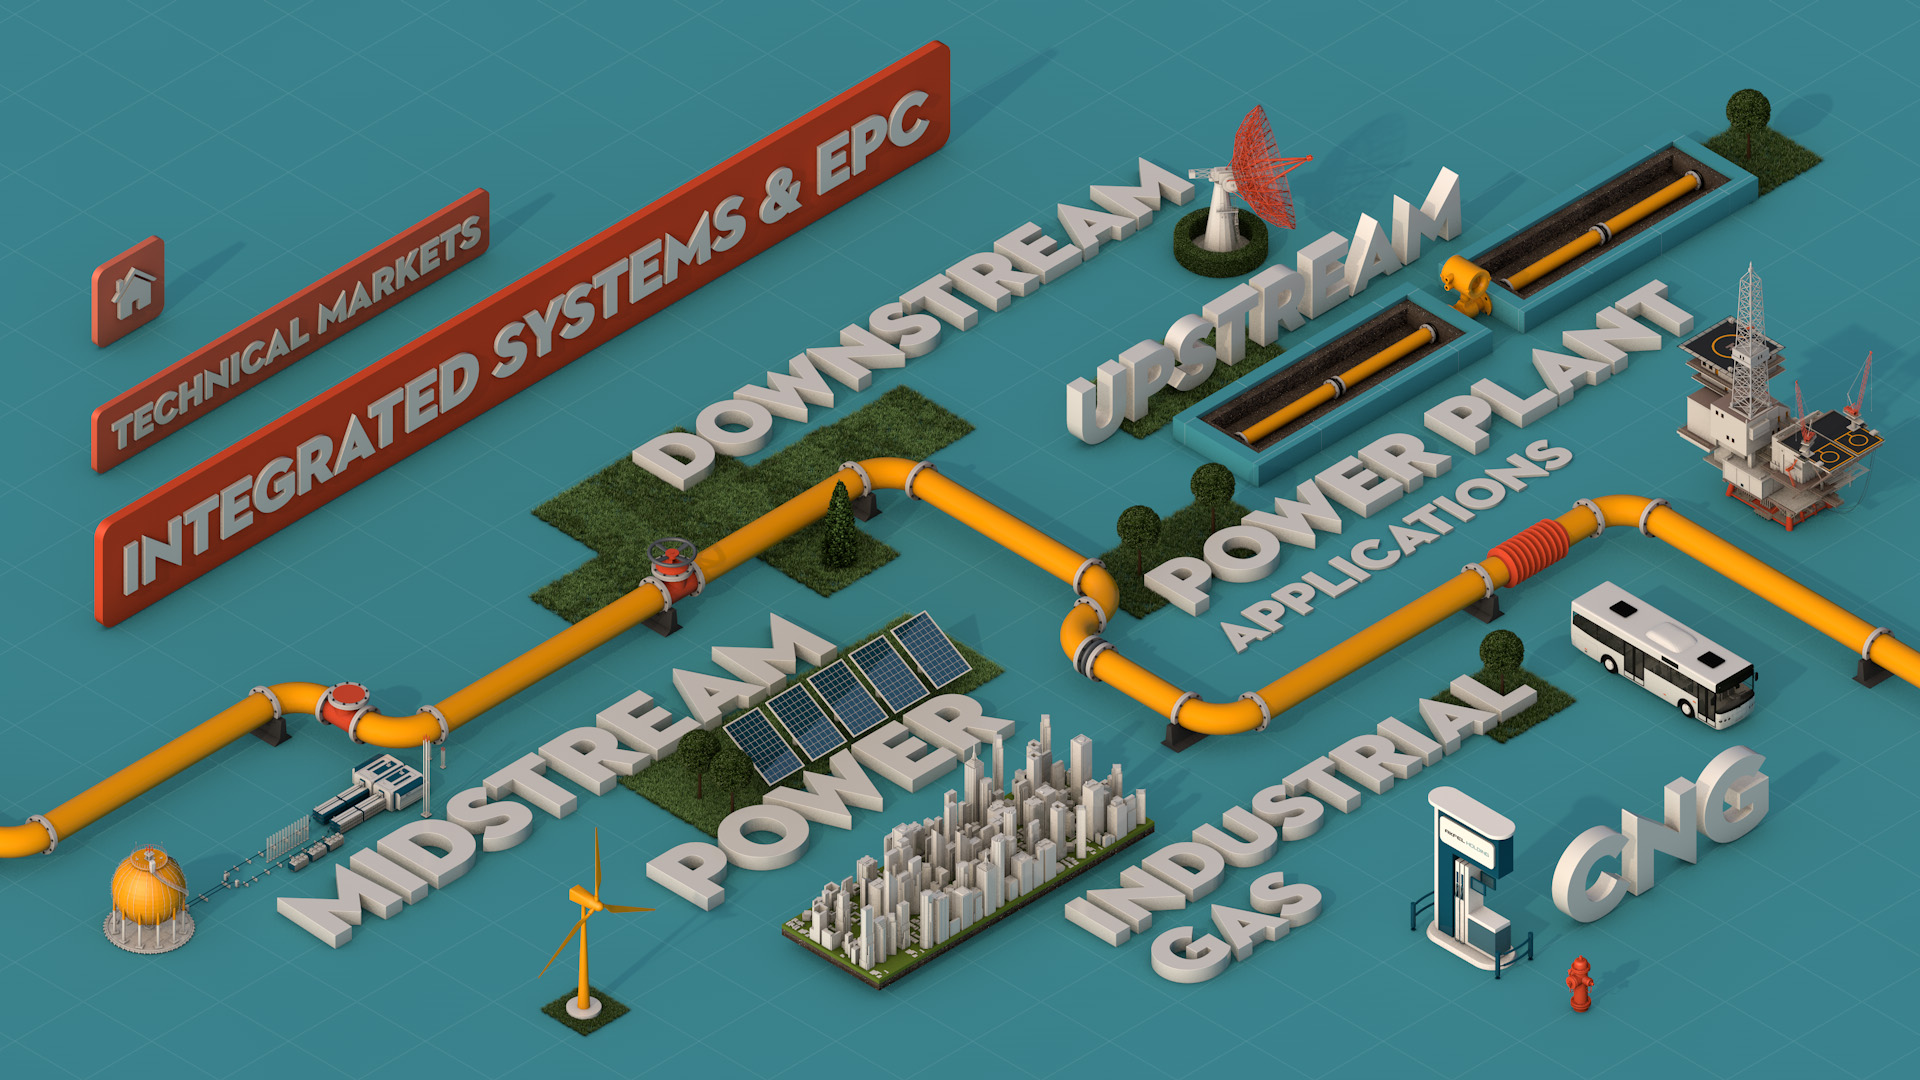 TECHNICAL MARKETS
INTEGRATED SYSTEMS & EPC
DOWNSTREAM
UPSTREAM
POWER PLANT
APPLICATIONS
MIDSTREAM
POWER
INDUSTRIAL
GAS
CNG